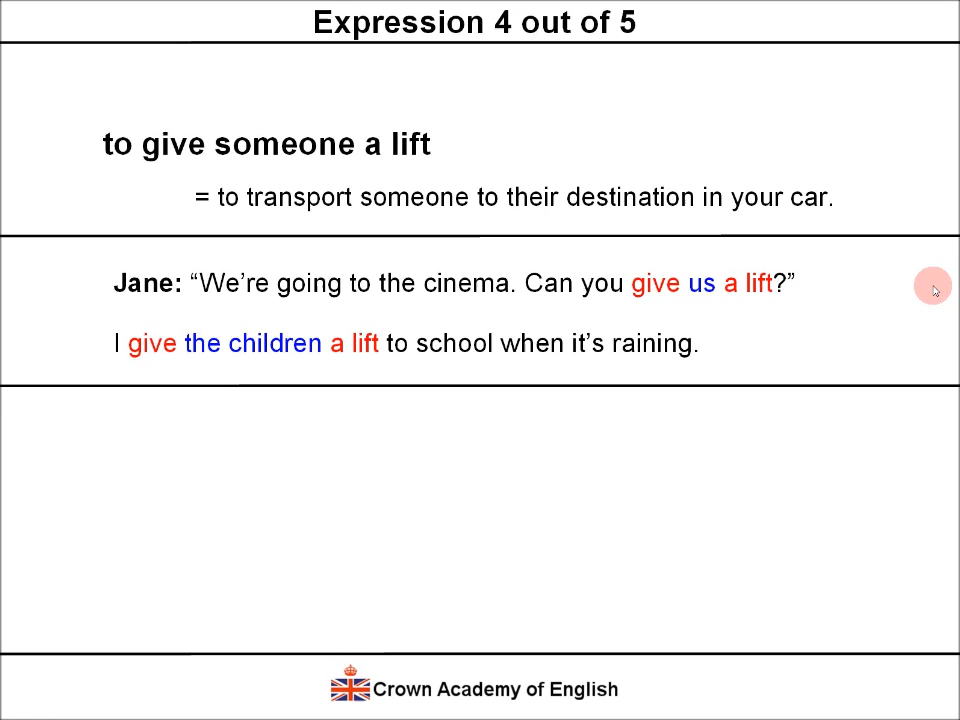 Expression 4 out of 5
to give someone a lift
= to transport someone to their destination in your car.
Jane: “We’re going to the cinema. Can you give us a lift?”
I give the children a lift to school when it’s raining.
Crown Academy of English